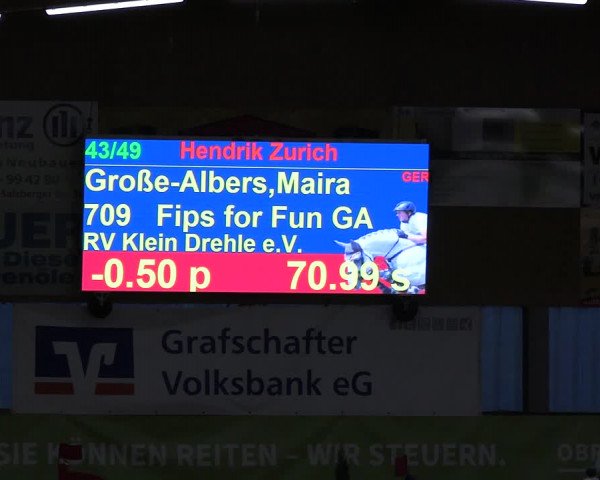 43/49 Hendrik Zurich
Große-Albers,Maira GER
709 Fips for Fun GA
RV Klein Drehle e.V.
-0.50 p 70.99 s
Grafschafter
Volksbank eG
SIE KÖNNEN REITEN – WIR STEUERN.